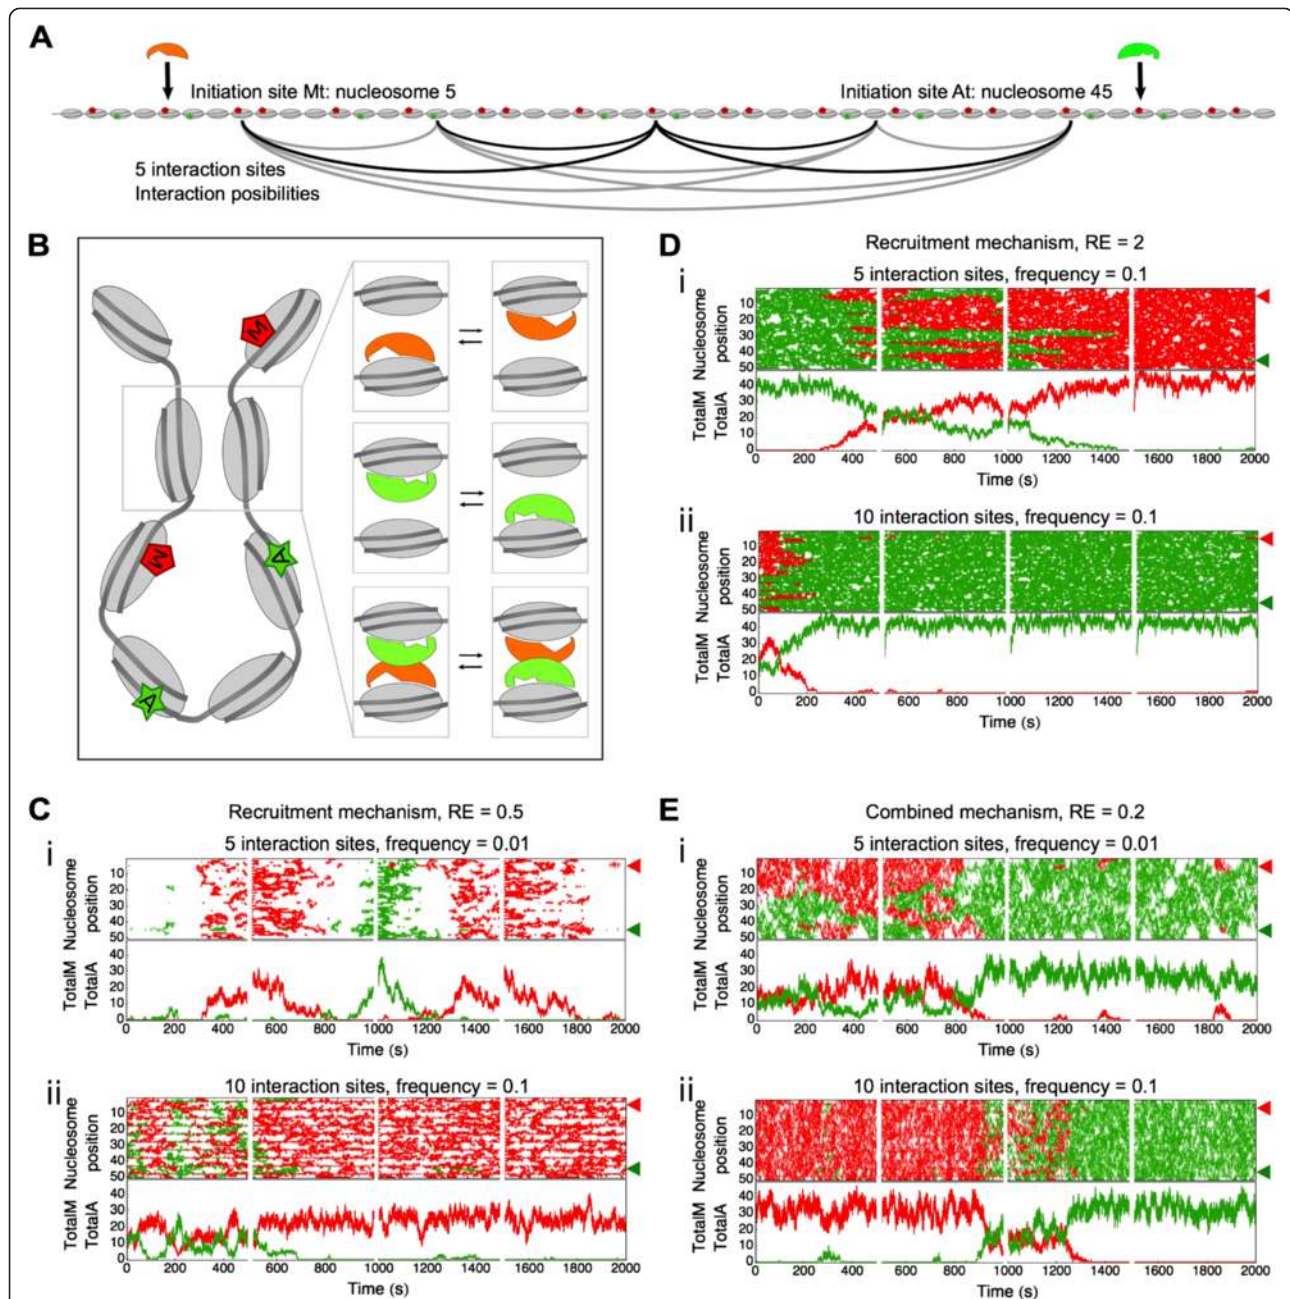 A
Initiation site Mt: nucleosome 5
Initiation site At: nucleosome 45
5 interaction sites
Interaction posibilities
B
M
M
A
A
C
Recruitment mechanism, RE = 0.5
i
5 interaction sites, frequency = 0.01
Nucleosome
position
10
20
30
40
50
TotalM
TotalA
40
30
20
10
0
0 200 400 600 800 1000 1200 1400 1600 1800 2000
Time (s)
ii
10 interaction sites, frequency = 0.1
Nucleosome
position
10
20
30
40
50
TotalM
TotalA
40
30
20
10
0
0 200 400 600 800 1000 1200 1400 1600 1800 2000
Time (s)
D
Recruitment mechanism, RE = 2
i
5 interaction sites, frequency = 0.1
Nucleosome
position
10
20
30
40
50
TotalM
TotalA
40
30
20
10
0
0 200 400 600 800 1000 1200 1400 1600 1800 2000
Time (s)
ii
10 interaction sites, frequency = 0.1
Nucleosome
position
10
20
30
40
50
TotalM
TotalA
40
30
20
10
0
0 200 400 600 800 1000 1200 1400 1600 1800 2000
Time (s)
E
Combined mechanism, RE = 0.2
i
5 interaction sites, frequency = 0.01
Nucleosome
position
10
20
30
40
50
TotalM
TotalA
40
30
20
10
0
0 200 400 600 800 1000 1200 1400 1600 1800 2000
Time (s)
ii
10 interaction sites, frequency = 0.1
Nucleosome
position
10
20
30
40
50
TotalM
TotalA
40
30
20
10
0
0 200 400 600 800 1000 1200 1400 1600 1800 2000
Time (s)